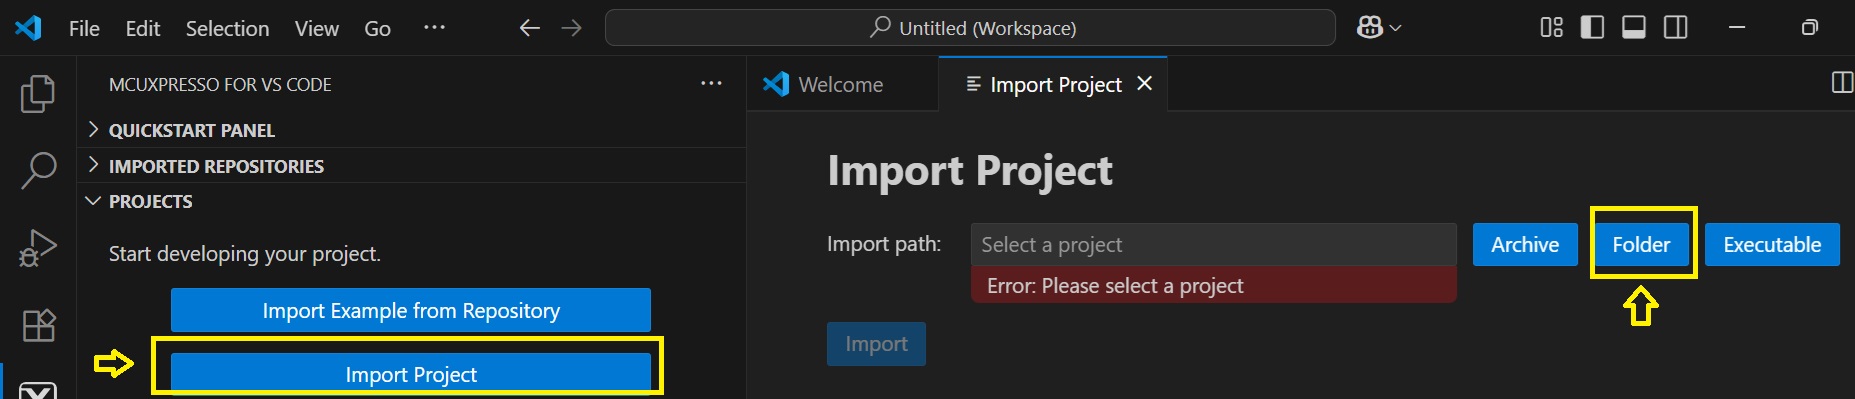 File Edit Selection View Go ... Untitled (Workspace)
MCUXPRESSO FOR VS CODE ...
QUICKSTART PANEL
IMPORTED REPOSITORIES
PROJECTS
Start developing your project.
Import Example from Repository
Import Project
Welcome Import Project
Import Project
Import path: Select a project Archive Folder Executable
Error: Please select a project
Import